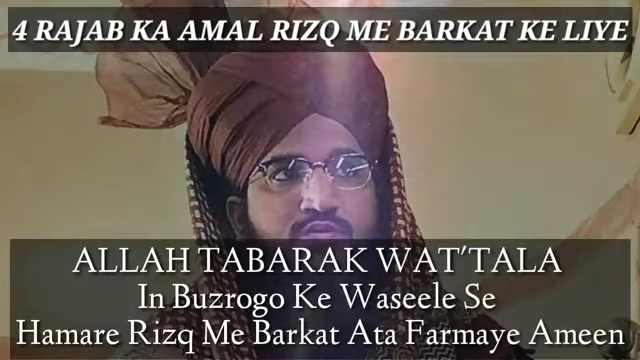 4 RAJAB KA AMAL RIZQ ME BARKAT KE LIYE
ALLAH TABARAK WAT'TALA
In Buzrogo Ke Waseele Se
Hamare Rizq Me Barkat Ata Farmaye Ameen